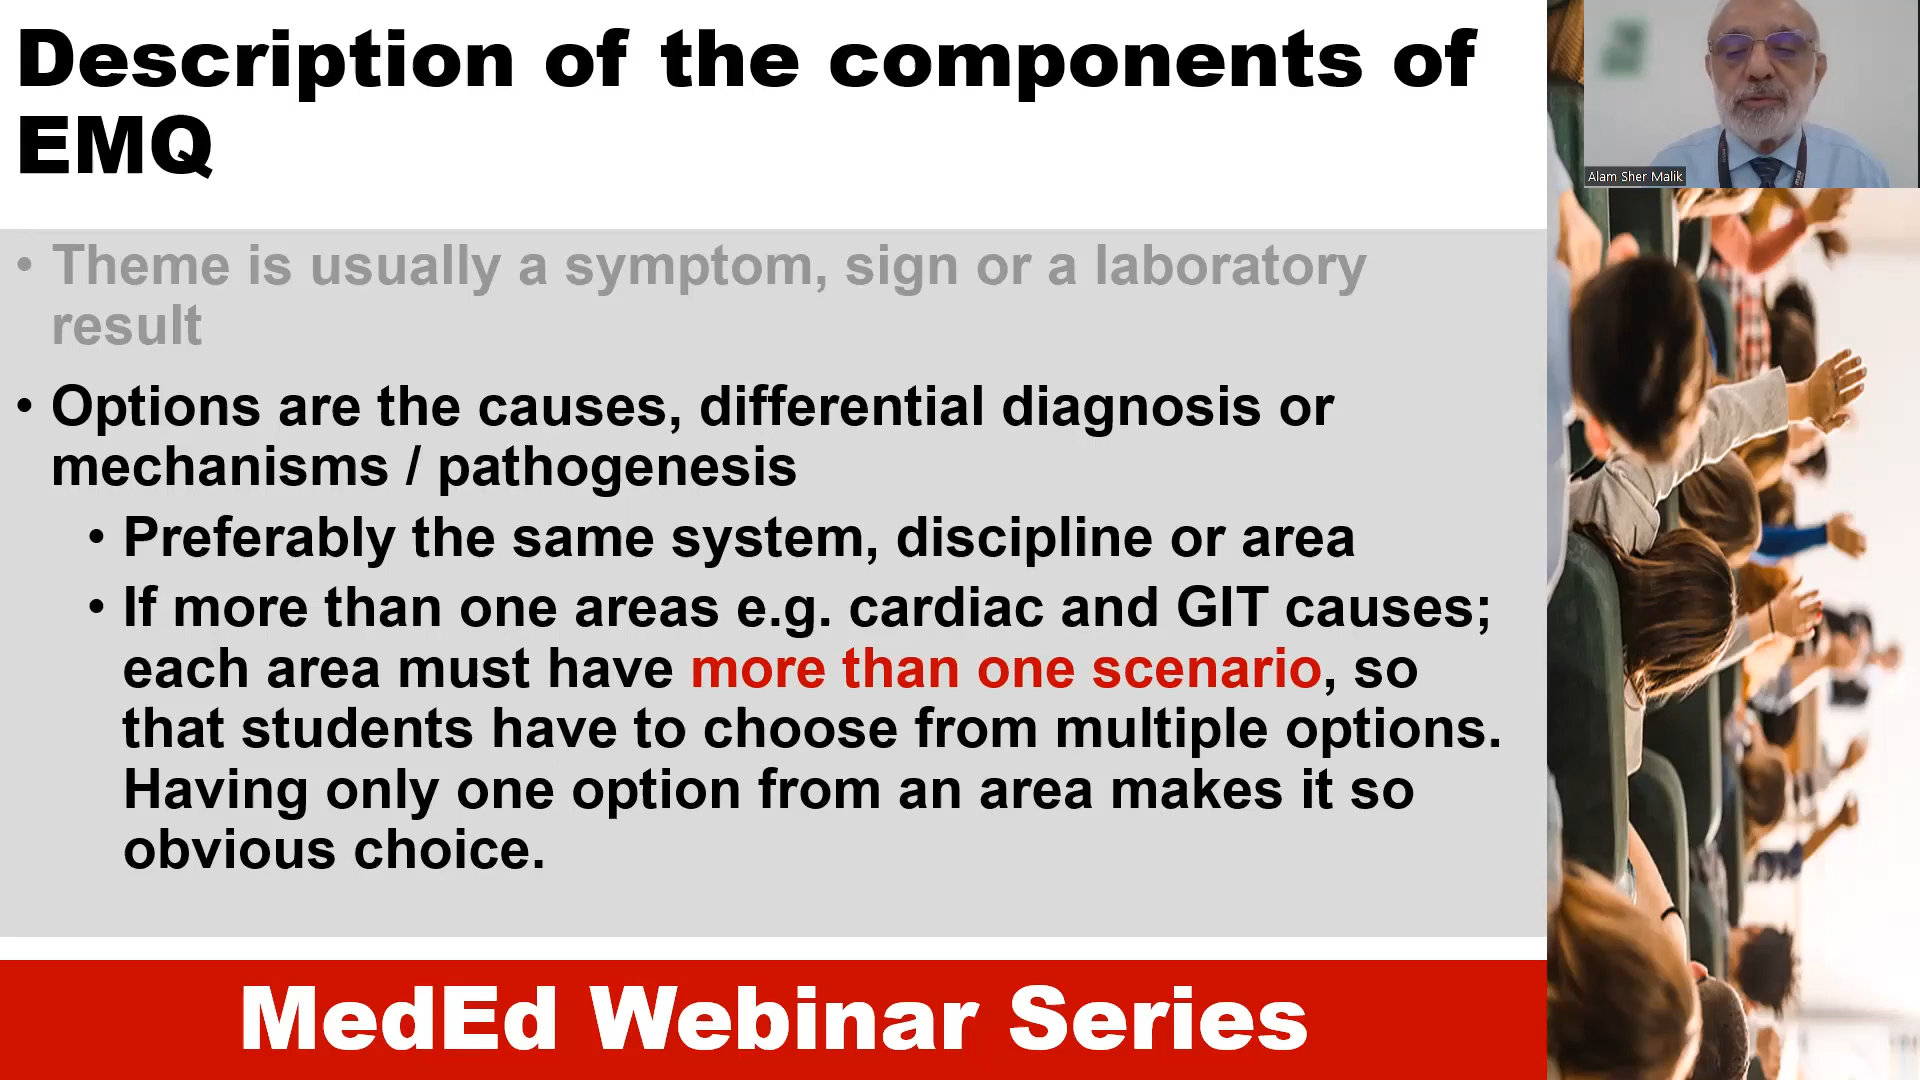 Description of the components of
EMQ
Alam Sher Malik
• Theme is usually a symptom, sign or a laboratory
result
• Options are the causes, differential diagnosis or
mechanisms / pathogenesis
• Preferably the same system, discipline or area
• If more than one areas e.g. cardiac and GIT causes;
each area must have more than one scenario, so
that students have to choose from multiple options.
Having only one option from an area makes it so
obvious choice.
MedEd Webinar Series